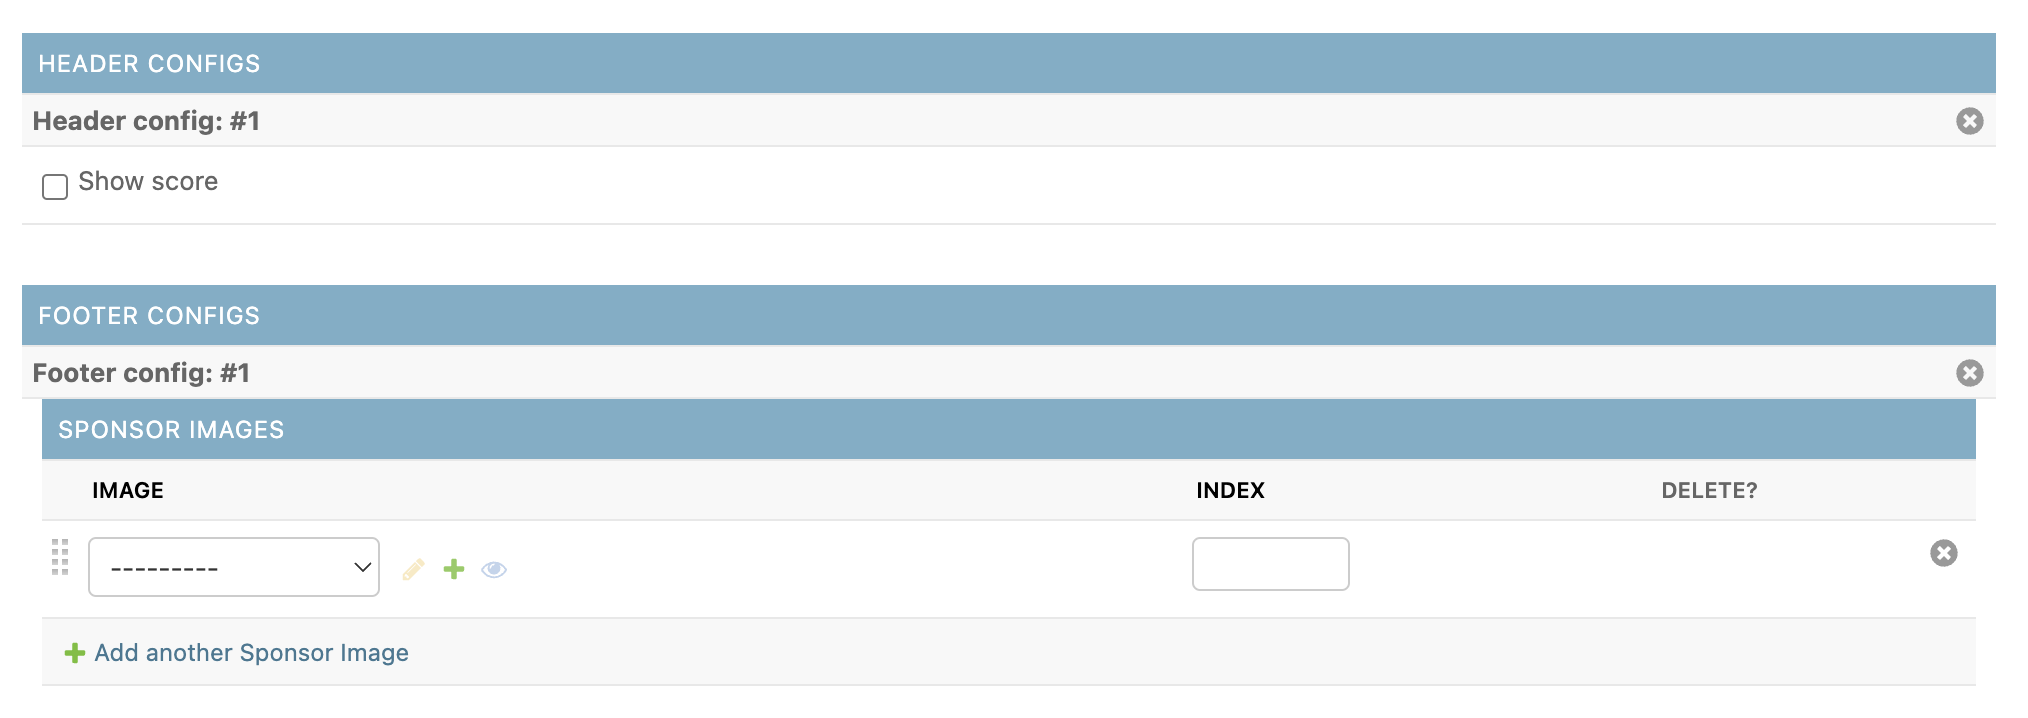 HEADER CONFIGS
Header config: #1
Show score
FOOTER CONFIGS
Footer config: #1
SPONSOR IMAGES
IMAGE INDEX DELETE?
---------
Add another Sponsor Image